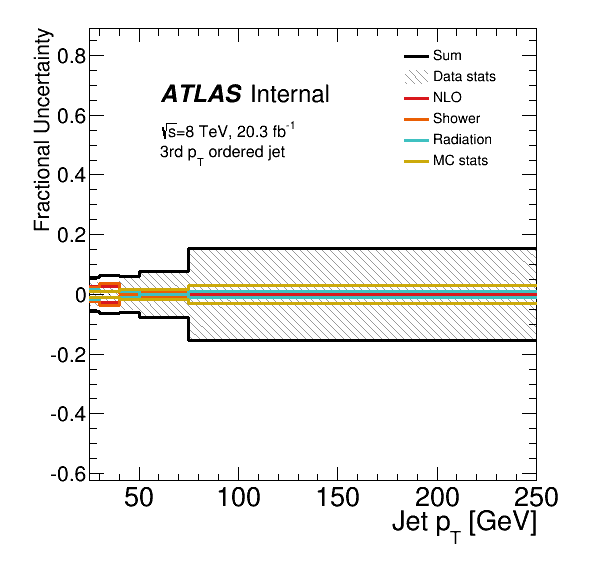 Fractional Uncertainty
0.8
0.6
0.4
0.2
0
-0.2
-0.4
-0.6
ATLAS Internal
√s=8 TeV, 20.3 fb⁻¹
3rd p_T ordered jet
Sum
Data stats
NLO
Shower
Radiation
MC stats
50 100 150 200 250
Jet p_T [GeV]